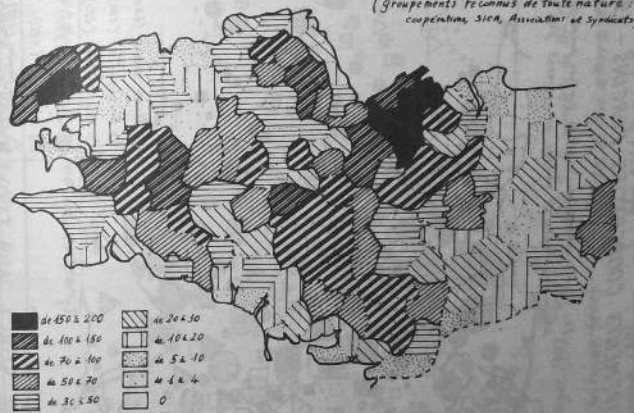 (groupements reconnus de toute nature :
coopératives, SICA, Associations et Syndicats)
de 150 à 200
de 100 à 150
de 70 à 100
de 50 à 70
de 30 à 50
de 20 à 30
de 10 à 20
de 5 à 10
de 1 à 4
0